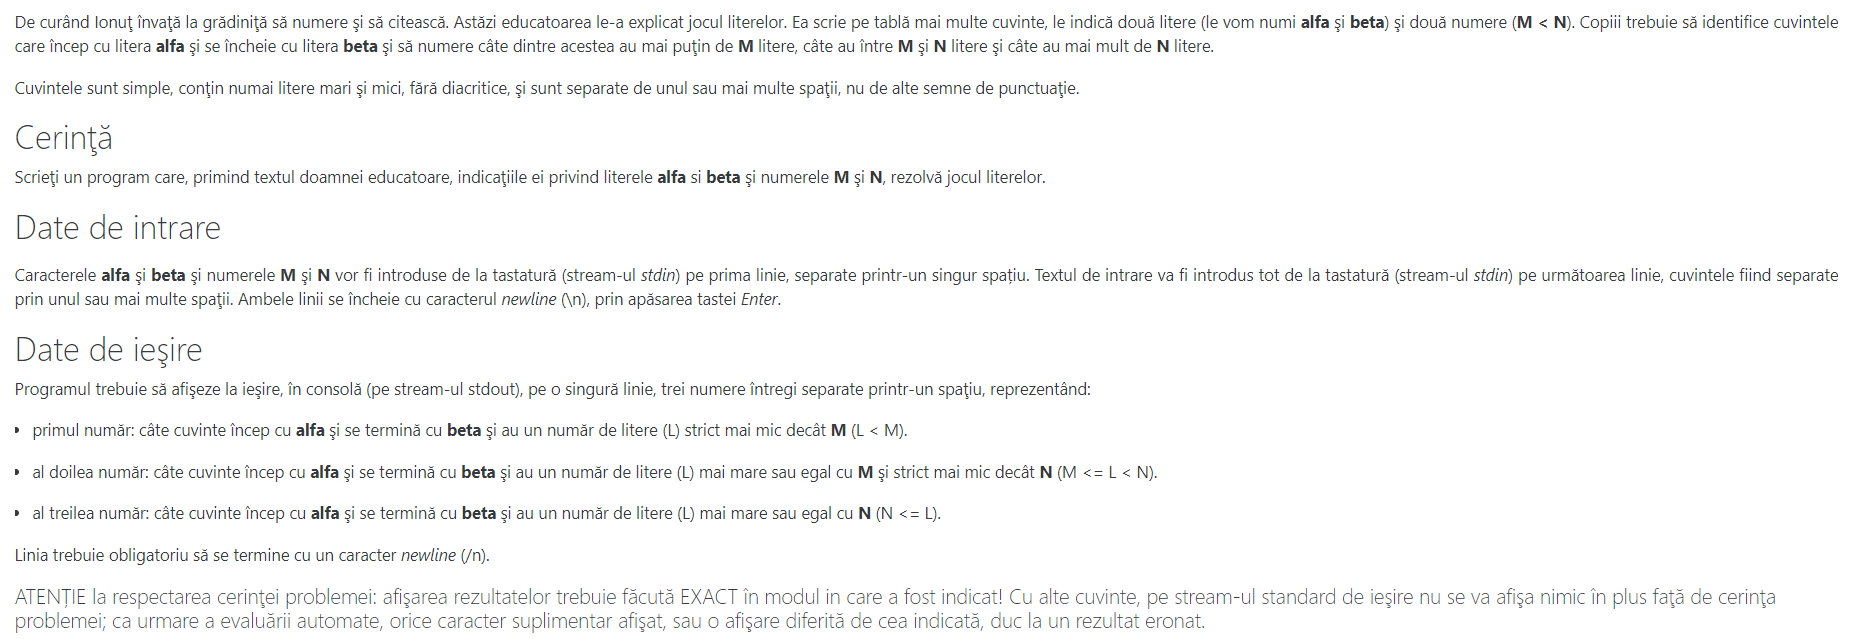 De curând Ionuţ învaţă la grădiniţă să numere şi să citească. Astăzi educatoarea le-a explicat jocul literelor. Ea scrie pe tablă mai multe cuvinte, le indică două litere (le vom numi alfa şi beta) şi două numere (M < N). Copiii trebuie să identifice cuvintele
care încep cu litera alfa şi se încheie cu litera beta şi să numere câte dintre acestea au mai puţin de M litere, câte au între M şi N litere şi câte au mai mult de N litere.
Cuvintele sunt simple, conţin numai litere mari şi mici, fără diacritice, şi sunt separate de unul sau mai multe spaţii, nu de alte semne de punctuaţie.
Cerinţă
Scrieţi un program care, primind textul doamnei educatoare, indicaţiile ei privind literele alfa si beta şi numerele M şi N, rezolvă jocul literelor.
Date de intrare
Caracterele alfa şi beta şi numerele M şi N vor fi introduse de la tastatură (stream-ul stdin) pe prima linie, separate printr-un singur spațiu. Textul de intrare va fi introdus tot de la tastatură (stream-ul stdin) pe următoarea linie, cuvintele fiind separate
prin unul sau mai multe spaţii. Ambele linii se încheie cu caracterul newline (\n), prin apăsarea tastei Enter.
Date de ieşire
Programul trebuie să afişeze la ieşire, în consolă (pe stream-ul stdout), pe o singură linie, trei numere întregi separate printr-un spaţiu, reprezentând:
• primul număr: câte cuvinte încep cu alfa şi se termină cu beta şi au un număr de litere (L) strict mai mic decât M (L < M).
• al doilea număr: câte cuvinte încep cu alfa şi se termină cu beta şi au un număr de litere (L) mai mare sau egal cu M şi strict mai mic decât N (M <= L < N).
• al treilea număr: câte cuvinte încep cu alfa şi se termină cu beta şi au un număr de litere (L) mai mare sau egal cu N (N <= L).
Linia trebuie obligatoriu să se termine cu un caracter newline (/n).
ATENȚIE la respectarea cerinţei problemei: afişarea rezultatelor trebuie făcută EXACT în modul in care a fost indicat! Cu alte cuvinte, pe stream-ul standard de ieşire nu se va afişa nimic în plus faţă de cerinţa
problemei; ca urmare a evaluării automate, orice caracter suplimentar afişat, sau o afişare diferită de cea indicată, duc la un rezultat eronat.